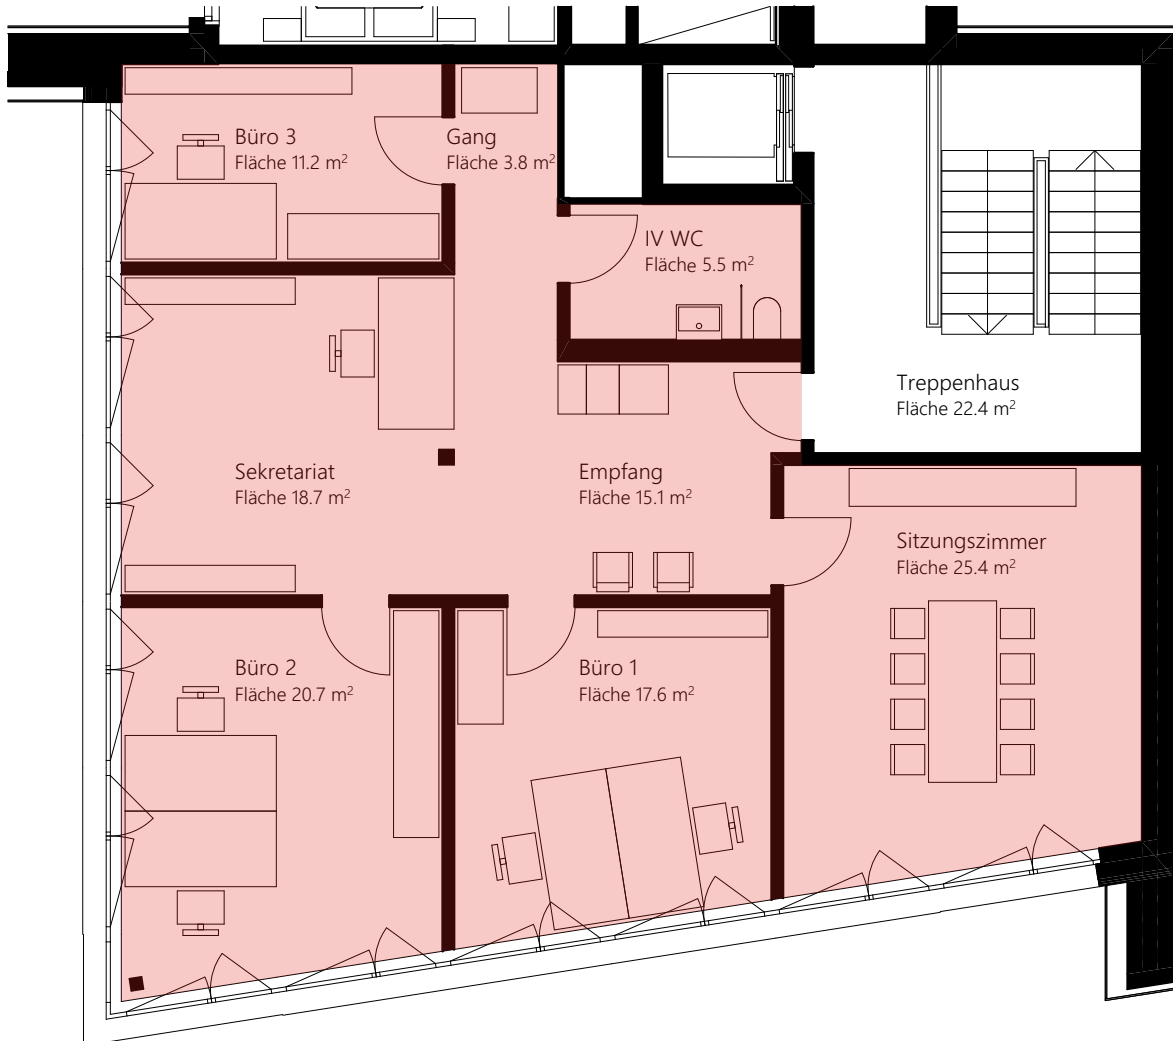 Büro 3
Fläche 11.2 m²
Gang
Fläche 3.8 m²
IV WC
Fläche 5.5 m²
Treppenhaus
Fläche 22.4 m²
Sekretariat
Fläche 18.7 m²
Empfang
Fläche 15.1 m²
Sitzungszimmer
Fläche 25.4 m²
Büro 2
Fläche 20.7 m²
Büro 1
Fläche 17.6 m²